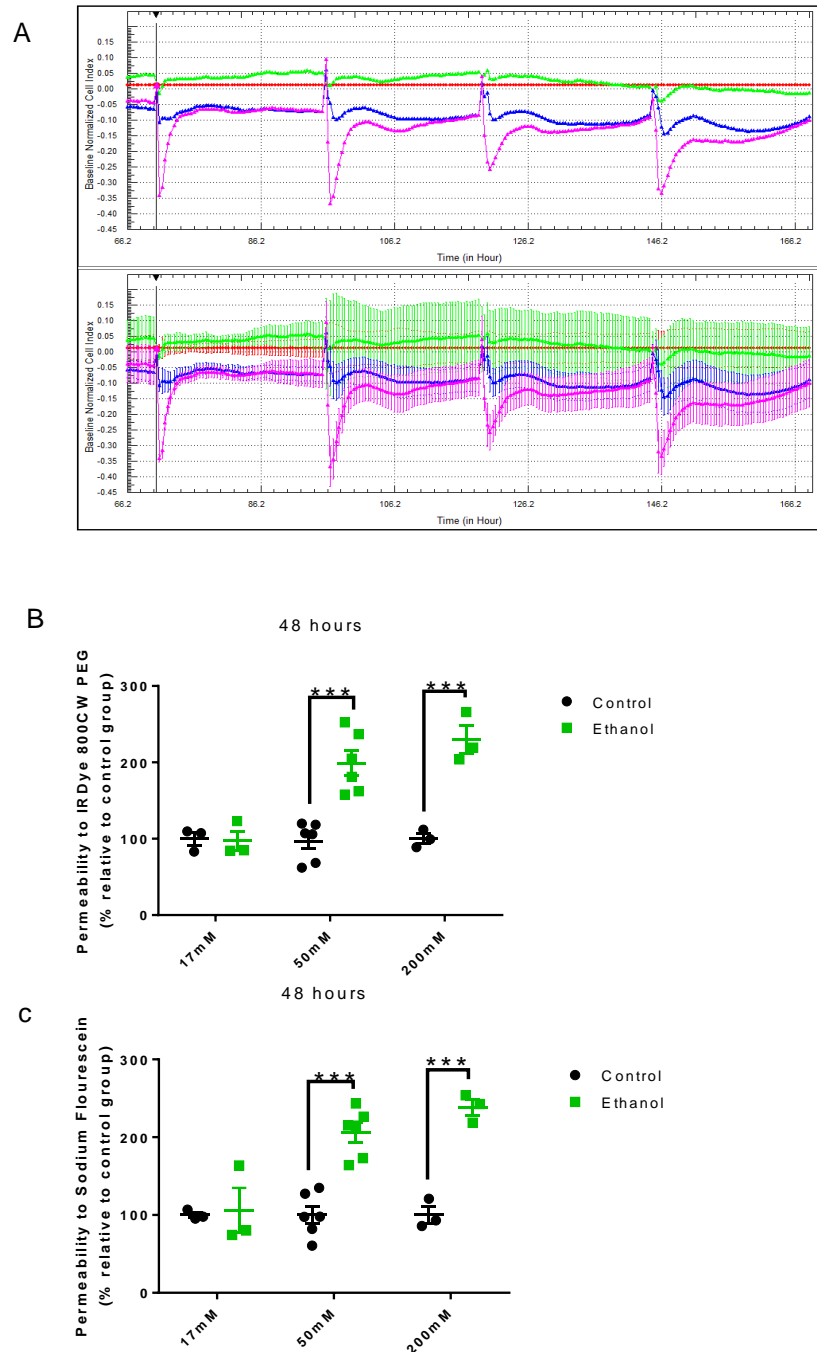 A
0.15
0.10
0.05
0.00
-0.05
-0.10
-0.15
-0.20
-0.25
-0.30
-0.35
-0.40
-0.45
Baseline Normalized Cell Index
66.2 86.2 106.2 126.2 146.2 166.2
Time (in Hour)
0.15
0.10
0.05
0.00
-0.05
-0.10
-0.15
-0.20
-0.25
-0.30
-0.35
-0.40
-0.45
Baseline Normalized Cell Index
66.2 86.2 106.2 126.2 146.2 166.2
Time (in Hour)
B
48 hours
Permeability to IRDye 800CW PEG
(% relative to control group)
300
200
100
0
*** ***
Control
Ethanol
17mM 50mM 200mM
c
48 hours
Permeability to Sodium Flourescein
(% relative to control group)
300
200
100
0
*** ***
Control
Ethanol
17mM 50mM 200mM